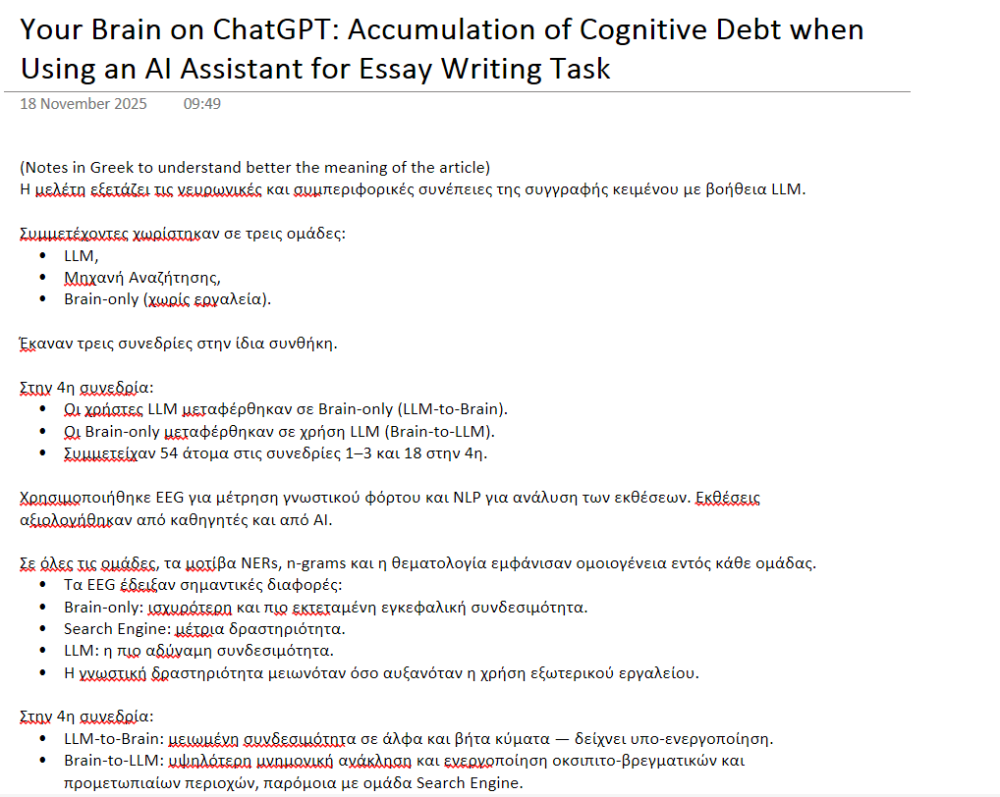 Your Brain on ChatGPT: Accumulation of Cognitive Debt when
Using an AI Assistant for Essay Writing Task
18 November 2025 09:49
(Notes in Greek to understand better the meaning of the article)
Η μελέτη εξετάζει τις νευρωνικές και συμπεριφορικές συνέπειες της συγγραφής κειμένου με βοήθεια LLM.
Συμμετέχοντες χωρίστηκαν σε τρεις ομάδες:
• LLM,
• Μηχανή Αναζήτησης,
• Brain-only (χωρίς εργαλεία).
Έκαναν τρεις συνεδρίες στην ίδια συνθήκη.
Στην 4η συνεδρία:
• Οι χρήστες LLM μεταφέρθηκαν σε Brain-only (LLM-to-Brain).
• Οι Brain-only μεταφέρθηκαν σε χρήση LLM (Brain-to-LLM).
• Συμμετείχαν 54 άτομα στις συνεδρίες 1–3 και 18 στην 4η.
Χρησιμοποιήθηκε EEG για μέτρηση γνωστικού φόρτου και NLP για ανάλυση των εκθέσεων. Εκθέσεις
αξιολογήθηκαν από καθηγητές και από AI.
Σε όλες τις ομάδες, τα μοτίβα NERs, n-grams και η θεματολογία εμφάνισαν ομοιογένεια εντός κάθε ομάδας.
• Τα EEG έδειξαν σημαντικές διαφορές:
• Brain-only: ισχυρότερη και πιο εκτεταμένη εγκεφαλική συνδεσιμότητα.
• Search Engine: μέτρια δραστηριότητα.
• LLM: η πιο αδύναμη συνδεσιμότητα.
• Η γνωστική δραστηριότητα μειωνόταν όσο αυξανόταν η χρήση εξωτερικού εργαλείου.
Στην 4η συνεδρία:
• LLM-to-Brain: μειωμένη συνδεσιμότητα σε άλφα και βήτα κύματα — δείχνει υπο-ενεργοποίηση.
• Brain-to-LLM: υψηλότερη μνημονική ανάκληση και ενεργοποίηση οκσιπιτο-βρεγματικών και
προμετωπιαίων περιοχών, παρόμοια με ομάδα Search Engine.